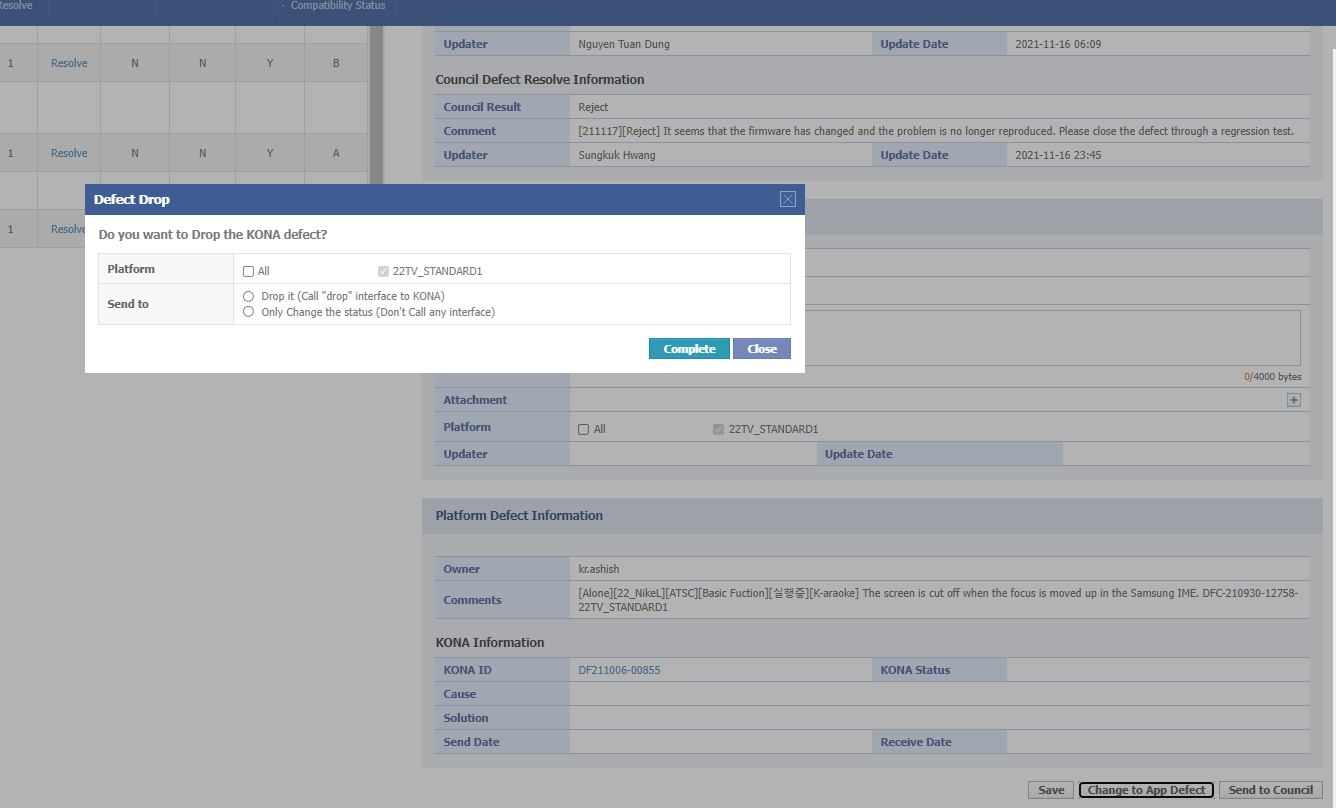 Resolve
· Compatibility Status
1 Resolve N N Y B
1 Resolve N N Y A
1 Resolve
Updater Nguyen Tuan Dung Update Date 2021-11-16 06:09
Council Defect Resolve Information
Council Result Reject
Comment [211117][Reject] It seems that the firmware has changed and the problem is no longer reproduced. Please close the defect through a regression test.
Updater Sungkuk Hwang Update Date 2021-11-16 23:45
Defect Drop
Do you want to Drop the KONA defect?
Platform All 22TV_STANDARD1
Send to Drop it (Call "drop" interface to KONA)
Only Change the status (Don't Call any interface)
Complete Close
0/4000 bytes
Attachment
Platform All 22TV_STANDARD1
Updater Update Date
Platform Defect Information
Owner kr.ashish
Comments [Alone][22_NikeL][ATSC][Basic Fuction][실행중][K-araoke] The screen is cut off when the focus is moved up in the Samsung IME. DFC-210930-12758-
22TV_STANDARD1
KONA Information
KONA ID DF211006-00855 KONA Status
Cause
Solution
Send Date Receive Date
Save Change to App Defect Send to Council